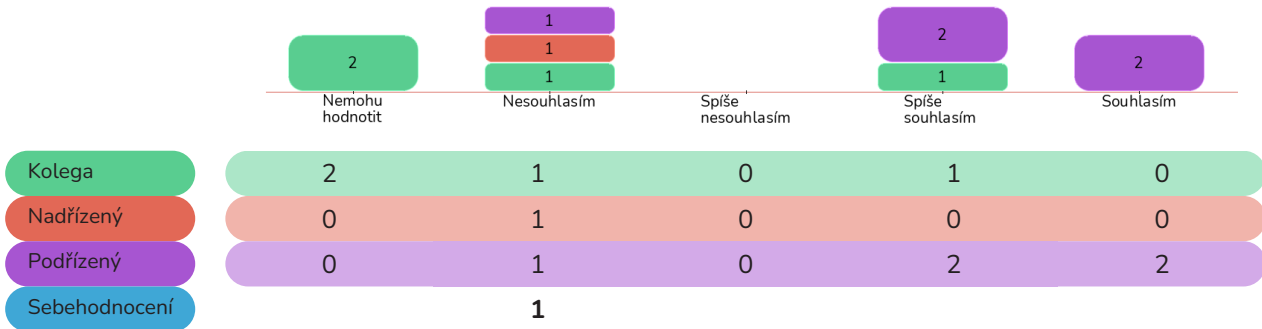 1
2 1 2 2
1 1
Nemohu hodnotit
Nesouhlasím
Spíše nesouhlasím
Spíše souhlasím
Souhlasím
Kolega 2 1 0 1 0
Nadřízený 0 1 0 0 0
Podřízený 0 1 0 2 2
Sebehodnocení 1